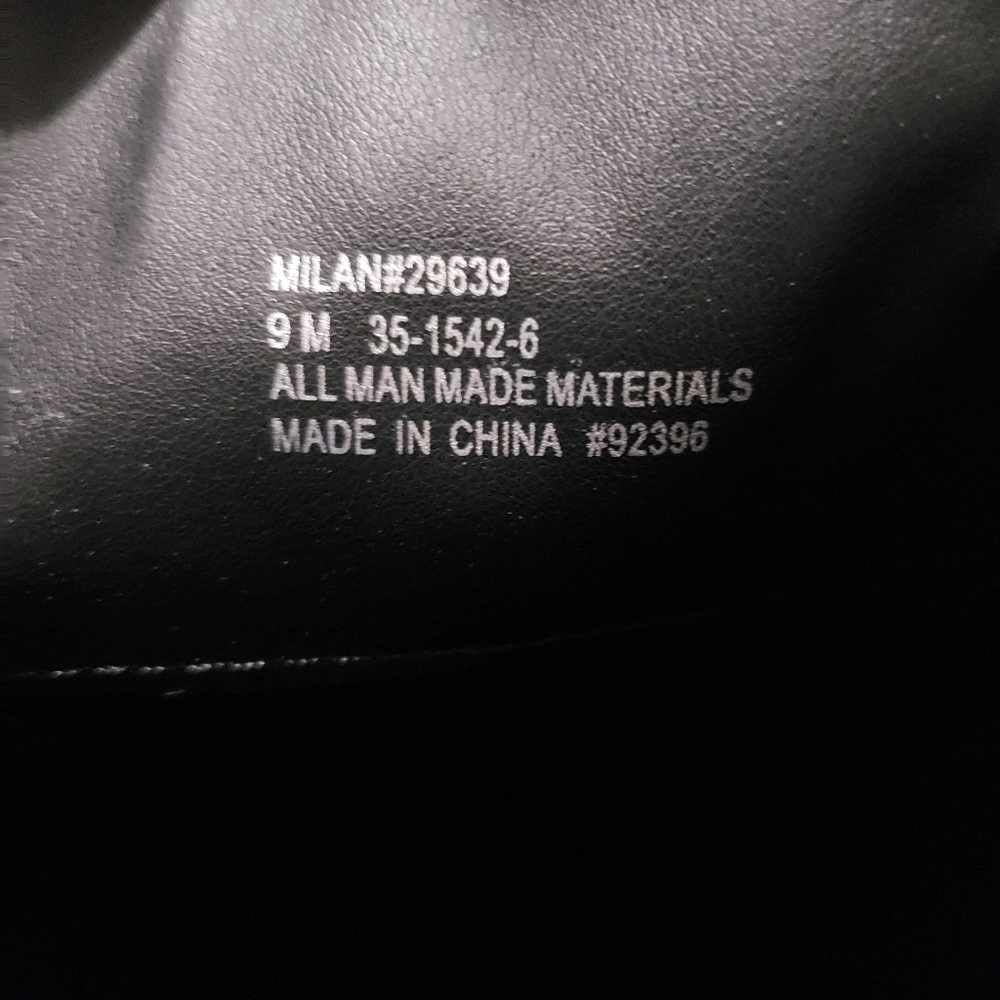 MILAN#29639
9 M 35-1542-6
ALL MAN MADE MATERIALS
MADE IN CHINA #92396